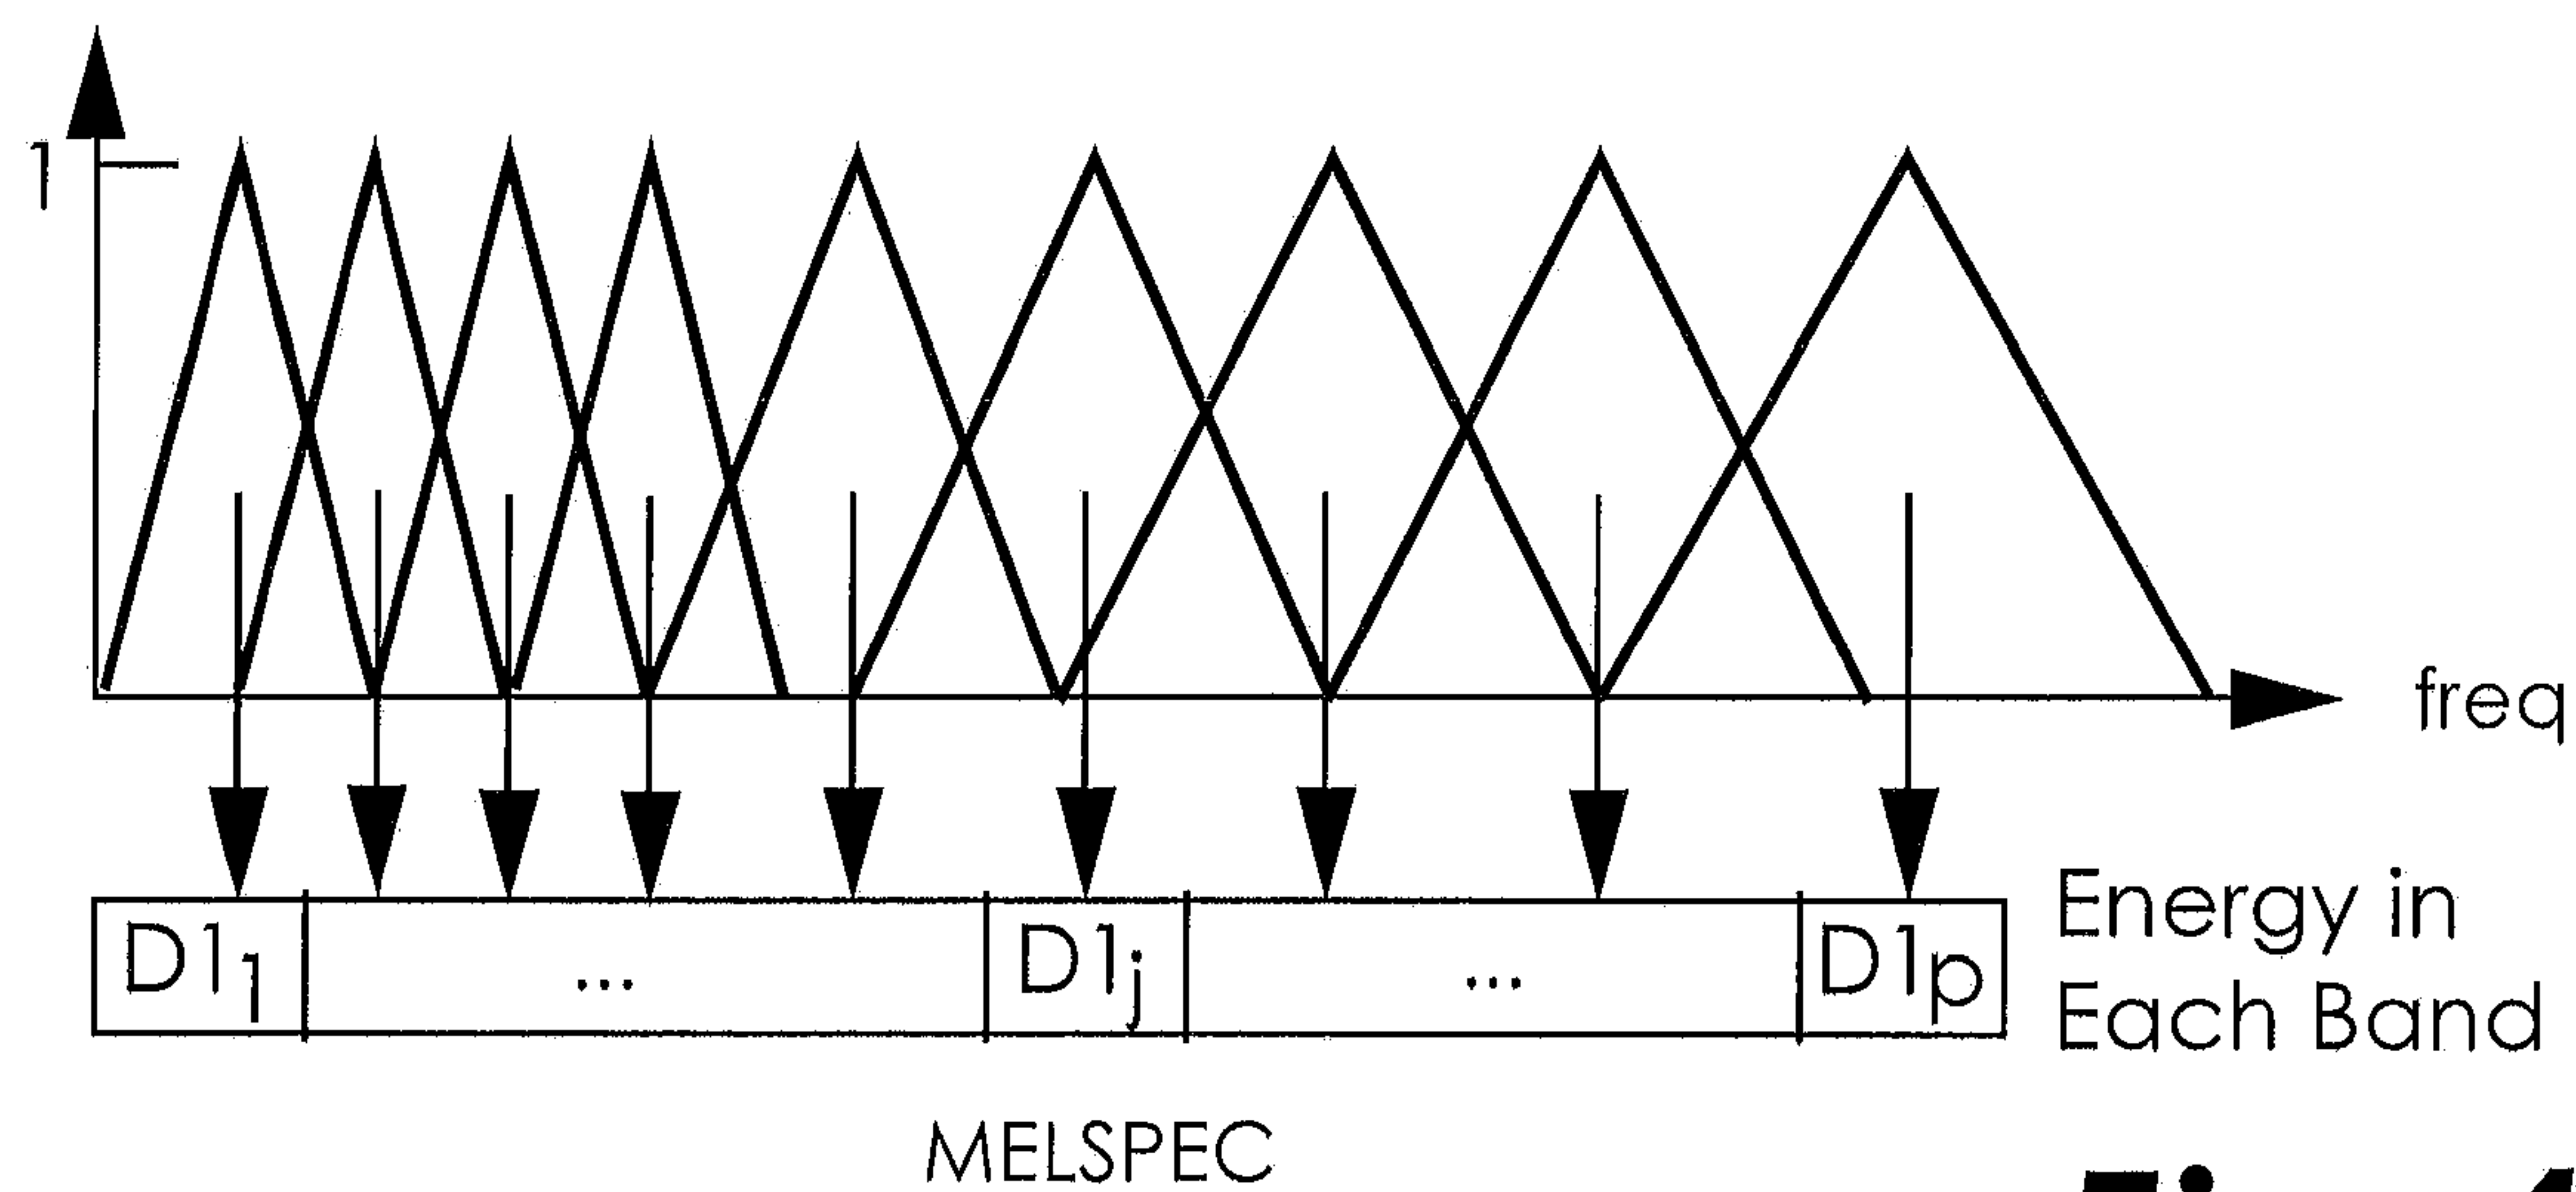 1
freq
D1₁ ... D1ⱼ ... D1ₚ
Energy in
Each Band
MELSPEC